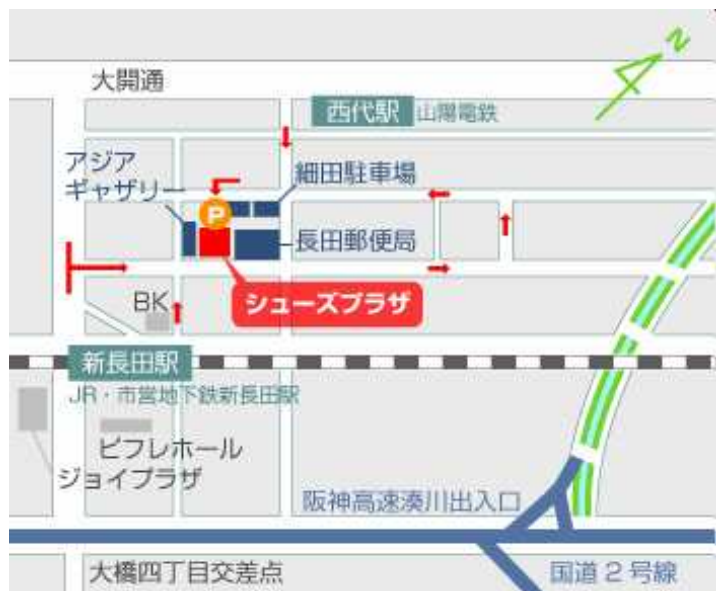 N
大開通
西代駅 山陽電鉄
アジア
ギャザリー
細田駐車場
P
長田郵便局
BK
シューズプラザ
新長田駅
JR・市営地下鉄新長田駅
ピフレホール
ジョイプラザ
阪神高速湊川出入口
大橋四丁目交差点
国道2号線